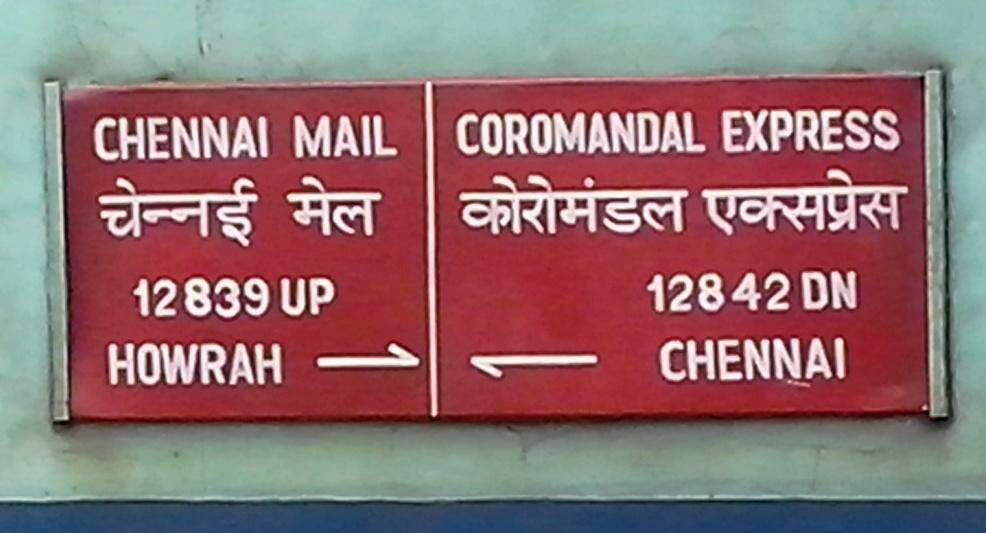 CHENNAI MAIL
चेन्नई मेल
12839 UP
HOWRAH
COROMANDAL EXPRESS
कोरोमंडल एक्सप्रेस
12842 DN
CHENNAI